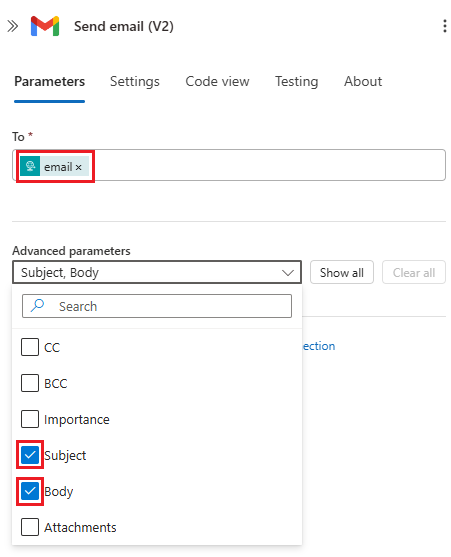 Send email (V2)
Parameters Settings Code view Testing About
To *
email ×
Advanced parameters
Subject, Body Show all Clear all
Search
CC
ection
BCC
Importance
Subject
Body
Attachments